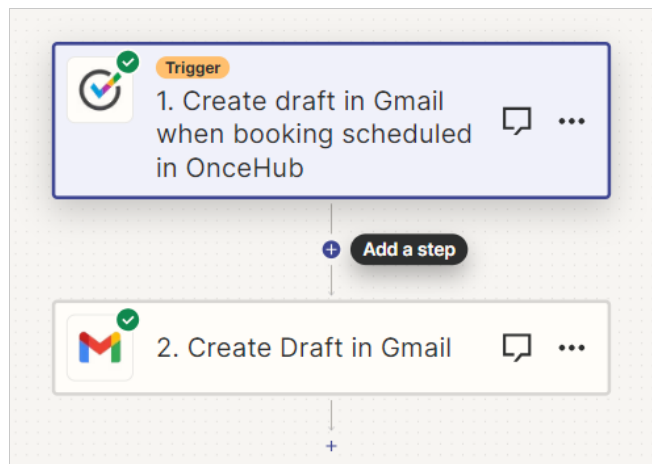 Trigger
1. Create draft in Gmail
when booking scheduled
in OnceHub
Add a step
2. Create Draft in Gmail